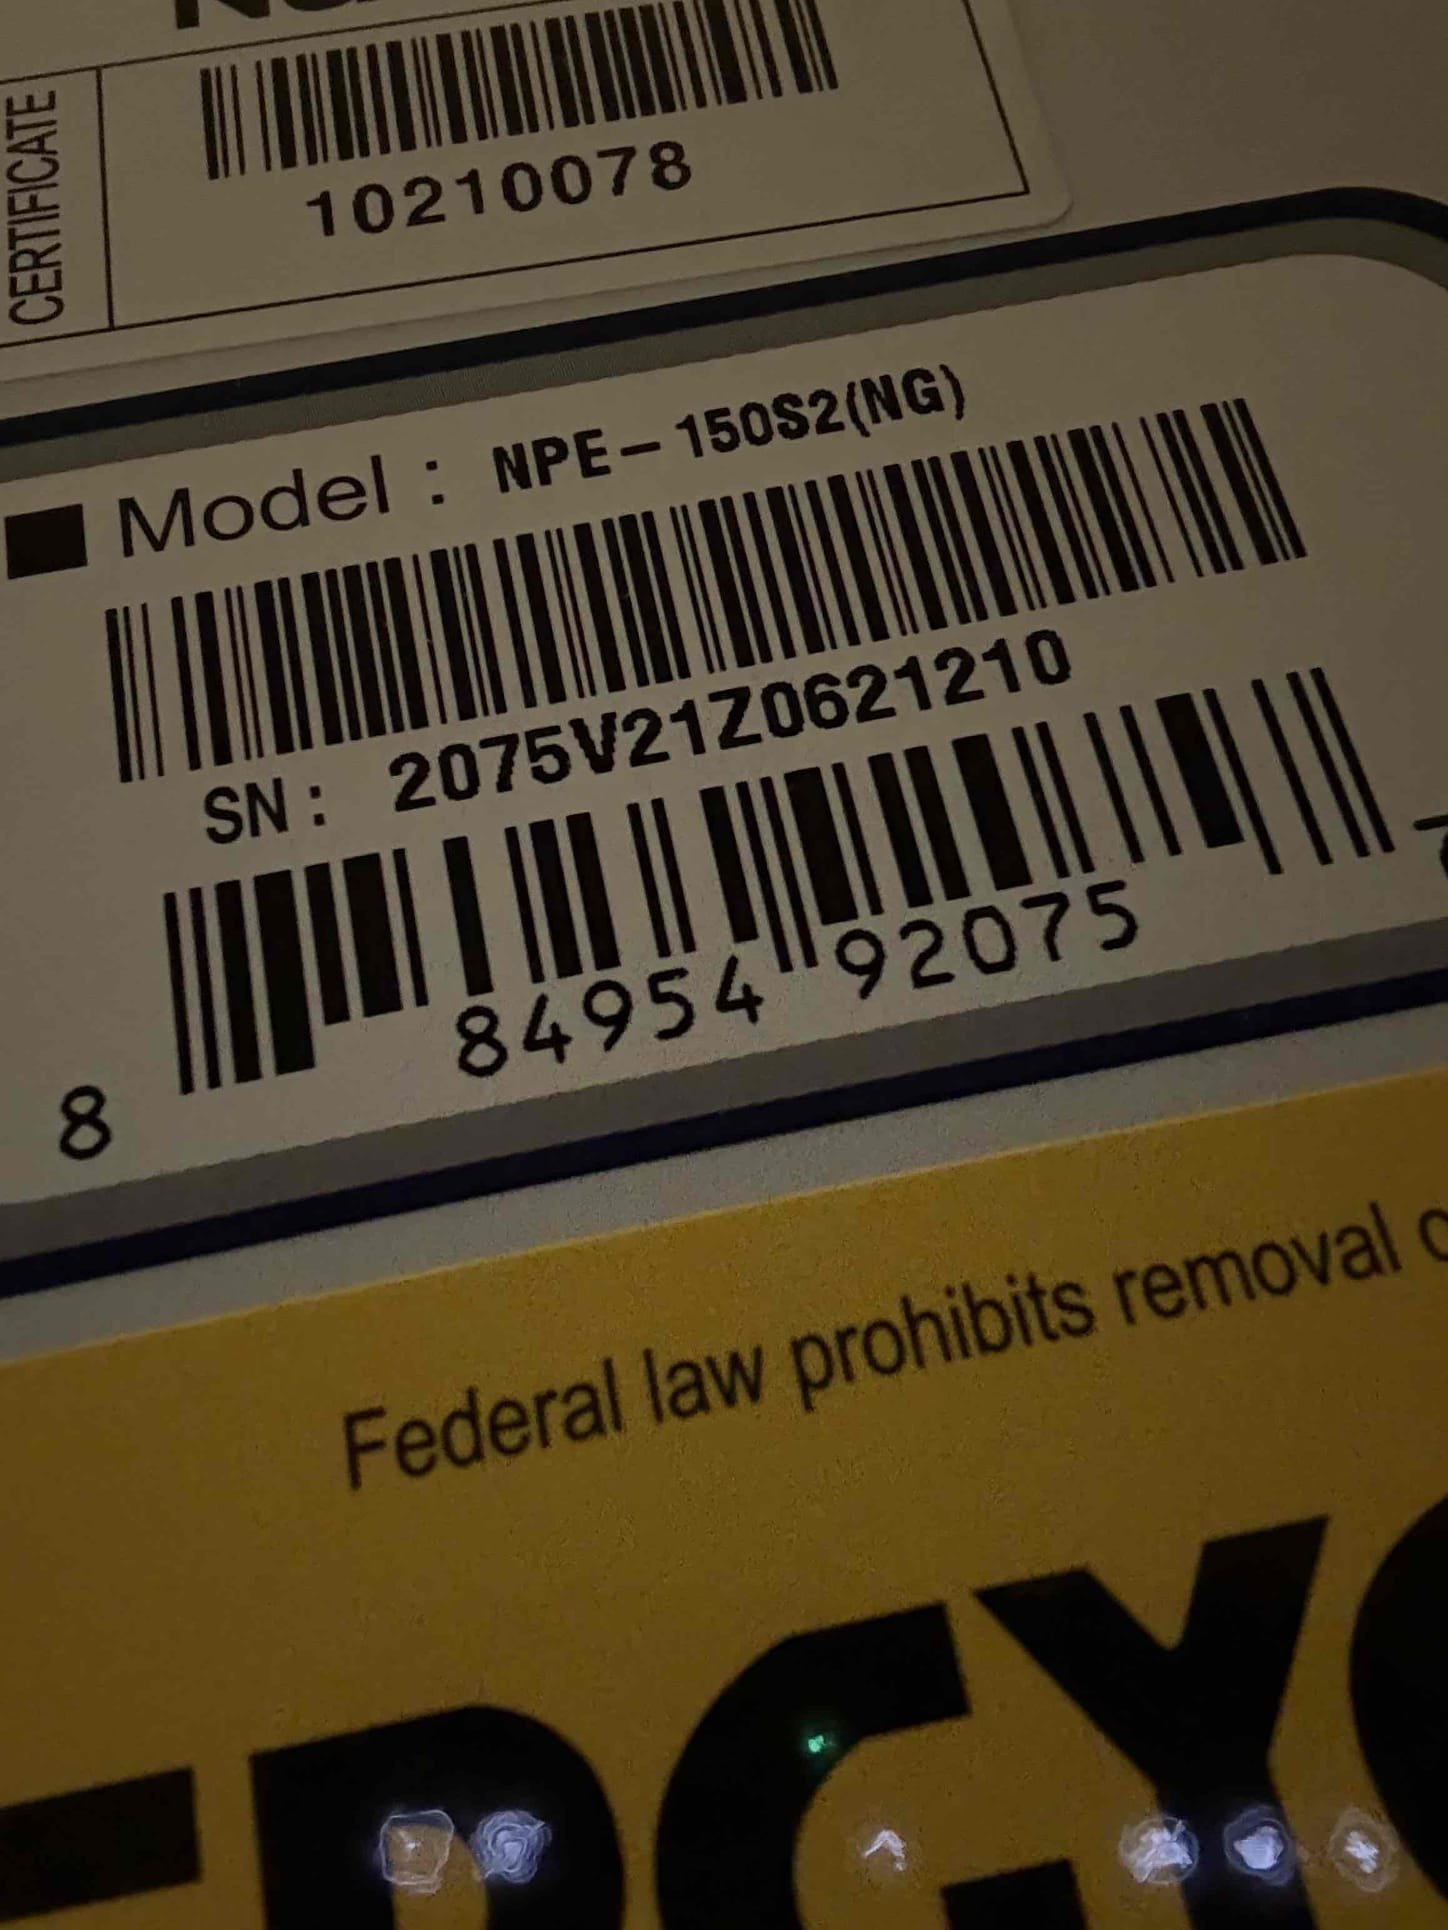 CERTIFICATE
10210078
Model : NPE-150S2(NG)
SN: 2075V21Z0621210
8 84954 92075
Federal law prohibits removal